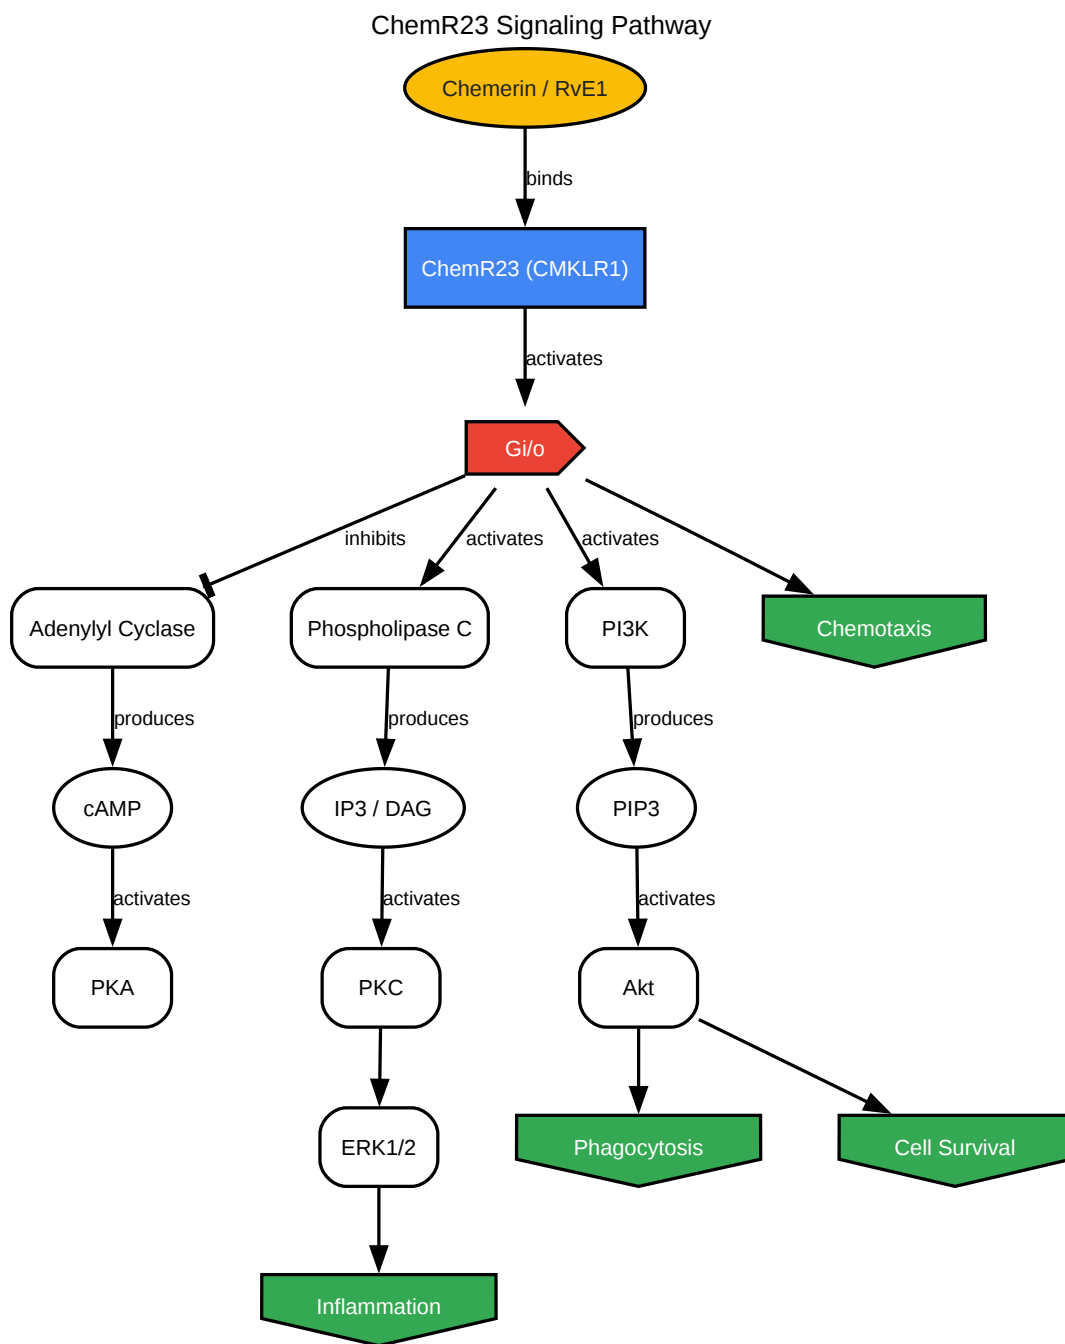 ChemR23 Signaling Pathway
Chemerin / RvE1
binds
ChemR23 (CMKLR1)
activates
Gi/o
inhibits
activates
activates
Adenylyl Cyclase
Phospholipase C
PI3K
Chemotaxis
produces
produces
produces
cAMP
IP3 / DAG
PIP3
activates
activates
activates
PKA
PKC
Akt
ERK1/2
Phagocytosis
Cell Survival
Inflammation